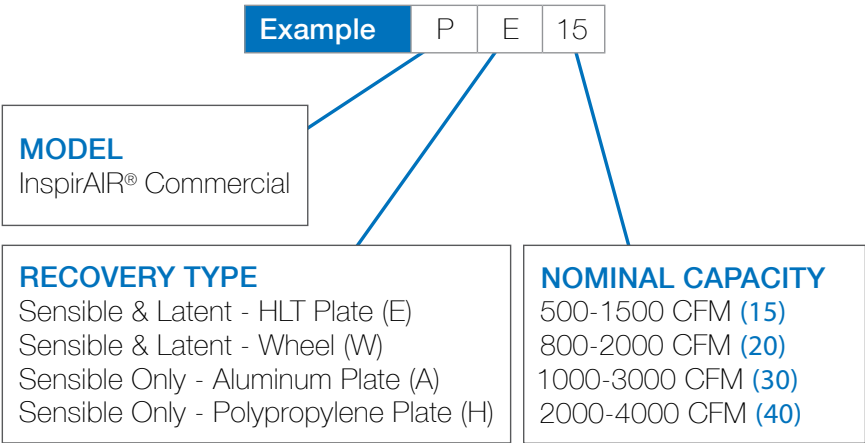 Example P E 15
MODEL
InspirAIR® Commercial
RECOVERY TYPE
Sensible & Latent - HLT Plate (E)
Sensible & Latent - Wheel (W)
Sensible Only - Aluminum Plate (A)
Sensible Only - Polypropylene Plate (H)
NOMINAL CAPACITY
500-1500 CFM (15)
800-2000 CFM (20)
1000-3000 CFM (30)
2000-4000 CFM (40)